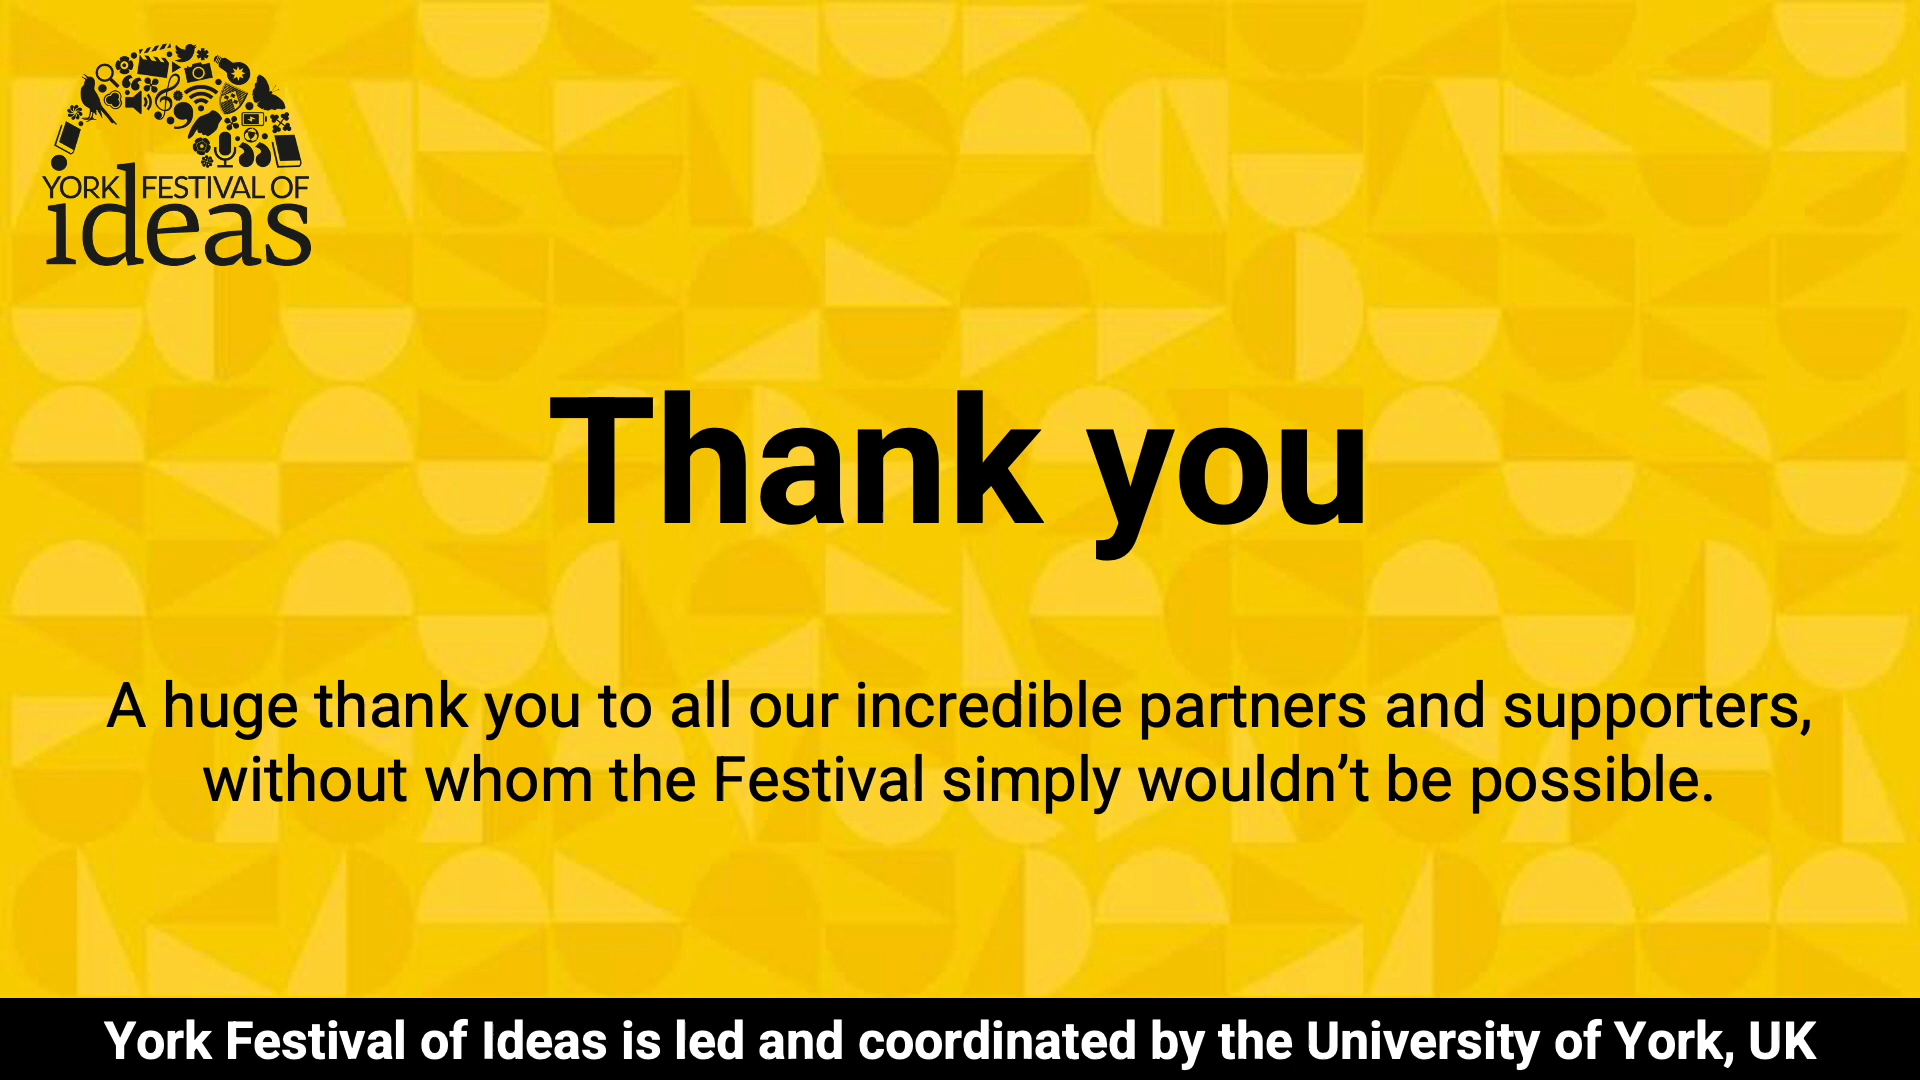 YORK FESTIVAL OF
ideas
Thank you
A huge thank you to all our incredible partners and supporters,
without whom the Festival simply wouldn’t be possible.
York Festival of Ideas is led and coordinated by the University of York, UK